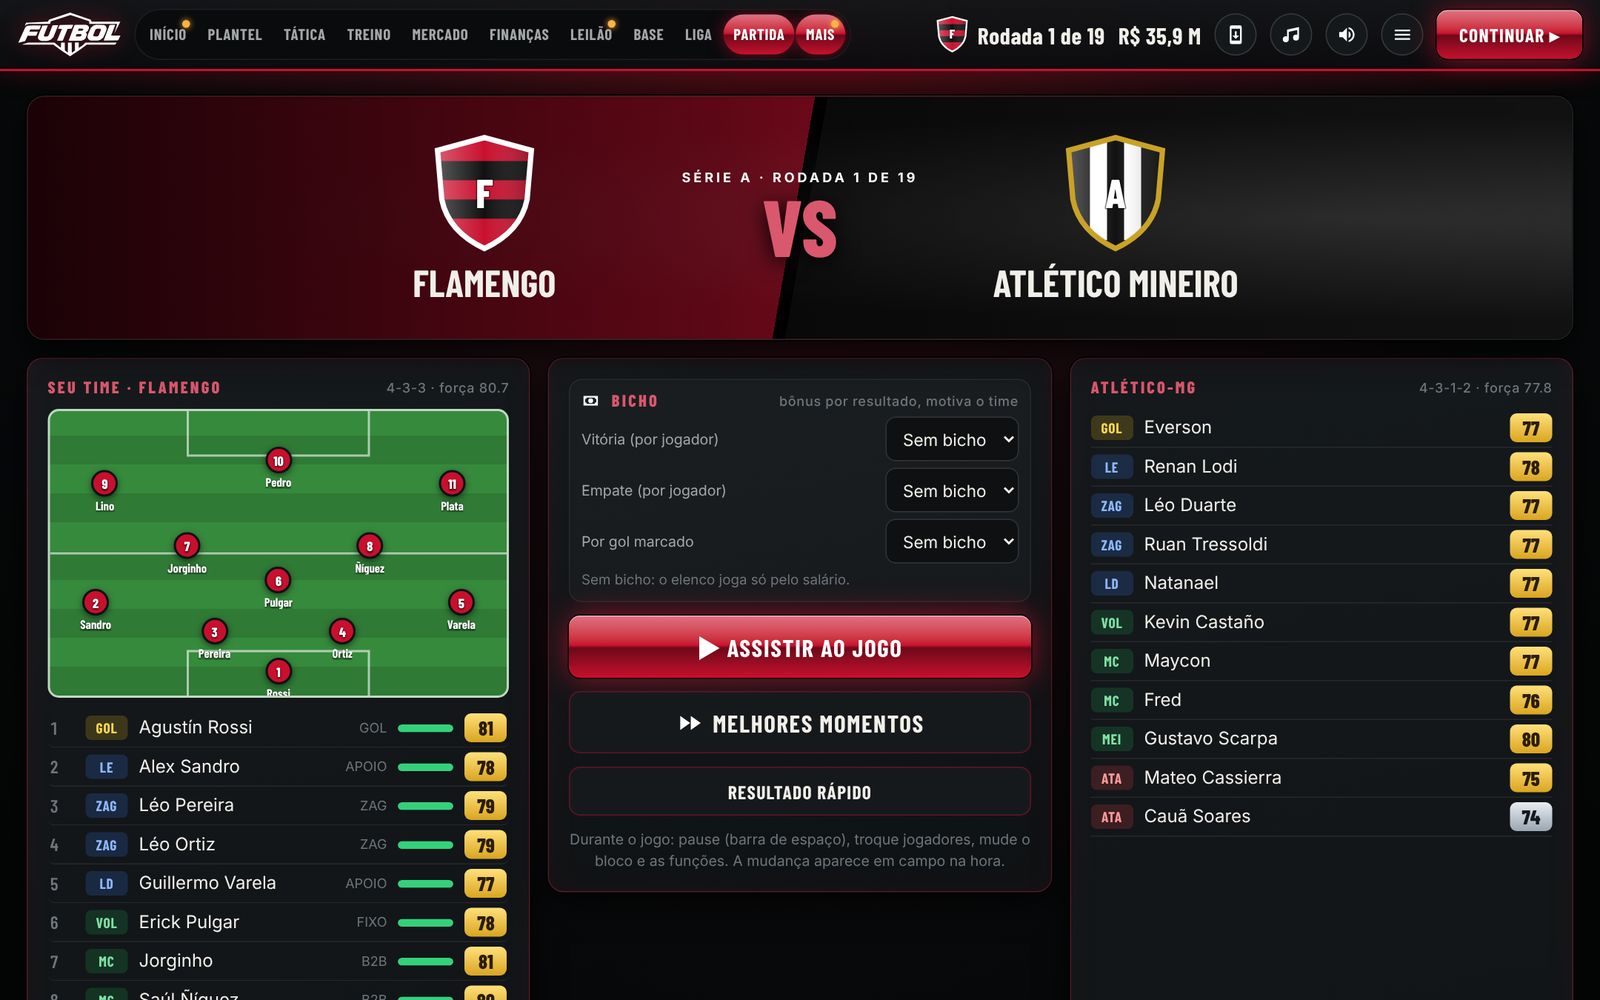 FUTBOL
INÍCIO PLANTEL TÁTICA TREINO MERCADO FINANÇAS LEILÃO BASE LIGA PARTIDA MAIS
F Rodada 1 de 19 R$ 35,9 M CONTINUAR ▶
SÉRIE A · RODADA 1 DE 19
F VS A
FLAMENGO ATLÉTICO MINEIRO
SEU TIME · FLAMENGO 4-3-3 · força 80.7
10
Pedro
9 11
Lino Plata
7 8
Jorginho Ñíguez
6
Pulgar
2 5
Sandro Varela
3 4
Pereira Ortiz
1
Rossi
1 GOL Agustín Rossi GOL 81
2 LE Alex Sandro APOIO 78
3 ZAG Léo Pereira ZAG 79
4 ZAG Léo Ortiz ZAG 79
5 LD Guillermo Varela APOIO 77
6 VOL Erick Pulgar FIXO 78
7 MC Jorginho B2B 81
8 MC Saúl Ñíguez B2B
BICHO bônus por resultado, motiva o time
Vitória (por jogador) Sem bicho
Empate (por jogador) Sem bicho
Por gol marcado Sem bicho
Sem bicho: o elenco joga só pelo salário.
▶ ASSISTIR AO JOGO
MELHORES MOMENTOS
RESULTADO RÁPIDO
Durante o jogo: pause (barra de espaço), troque jogadores, mude o
bloco e as funções. A mudança aparece em campo na hora.
ATLÉTICO-MG 4-3-1-2 · força 77.8
GOL Everson 77
LE Renan Lodi 78
ZAG Léo Duarte 77
ZAG Ruan Tressoldi 77
LD Natanael 77
VOL Kevin Castaño 77
MC Maycon 77
MC Fred 76
MEI Gustavo Scarpa 80
ATA Mateo Cassierra 75
ATA Cauã Soares 74